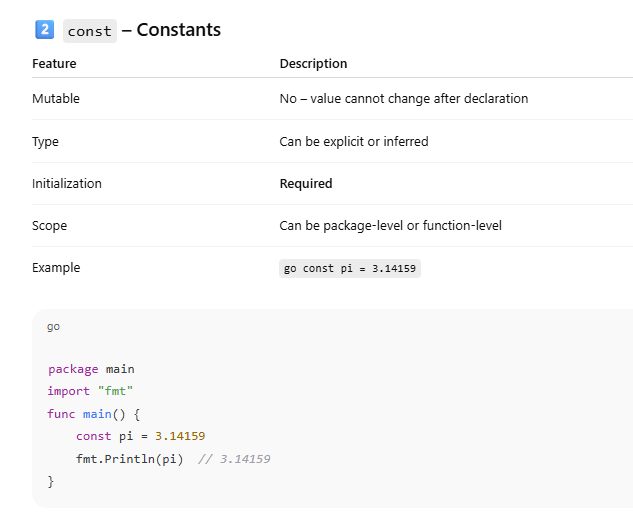 2 const – Constants
Feature Description
Mutable No – value cannot change after declaration
Type Can be explicit or inferred
Initialization Required
Scope Can be package-level or function-level
Example go const pi = 3.14159
go
package main
import "fmt"
func main() {
    const pi = 3.14159
    fmt.Println(pi)  // 3.14159
}